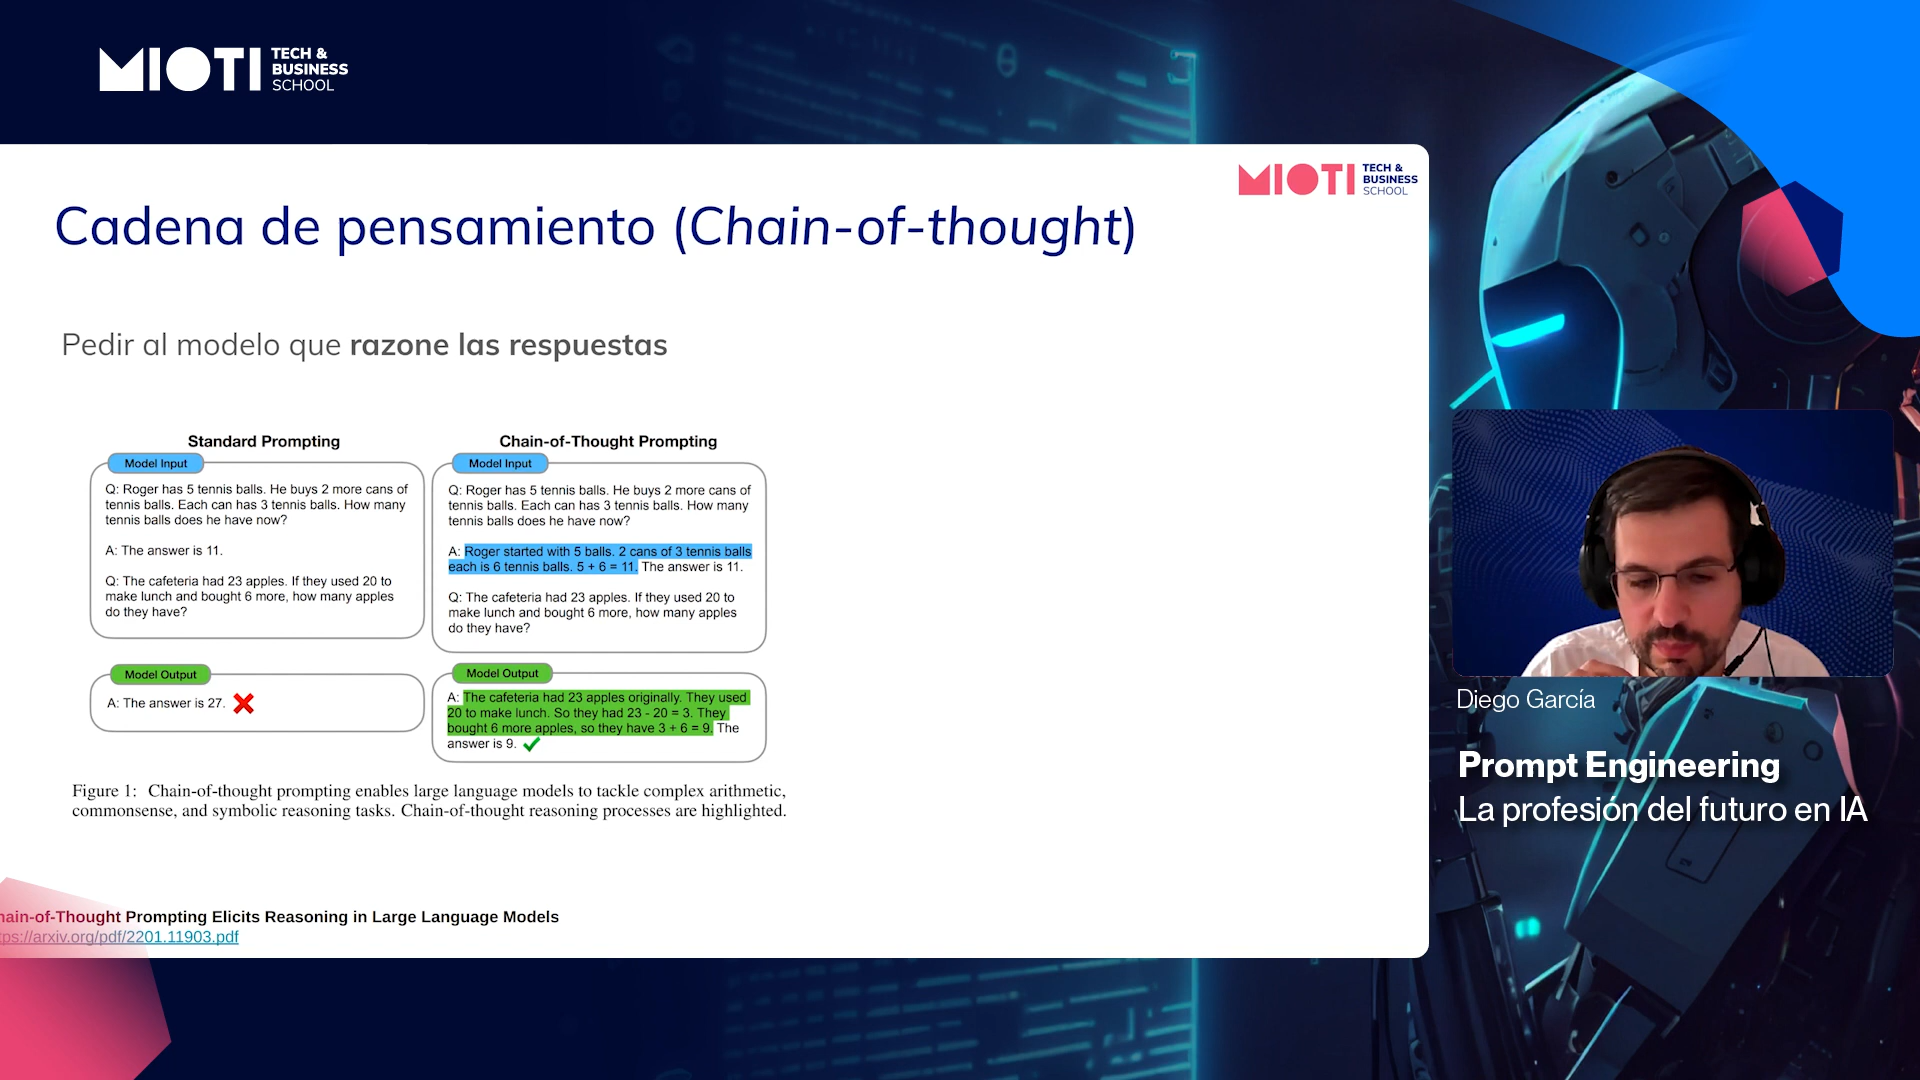 MIOTI TECH &
BUSINESS
SCHOOL
MIOTI TECH &
BUSINESS
SCHOOL
Cadena de pensamiento (Chain-of-thought)
Pedir al modelo que razone las respuestas
Standard Prompting
Model Input
Q: Roger has 5 tennis balls. He buys 2 more cans of
tennis balls. Each can has 3 tennis balls. How many
tennis balls does he have now?
A: The answer is 11.
Q: The cafeteria had 23 apples. If they used 20 to
make lunch and bought 6 more, how many apples
do they have?
Model Output
A: The answer is 27.
Chain-of-Thought Prompting
Model Input
Q: Roger has 5 tennis balls. He buys 2 more cans of
tennis balls. Each can has 3 tennis balls. How many
tennis balls does he have now?
A: Roger started with 5 balls. 2 cans of 3 tennis balls
each is 6 tennis balls. 5 + 6 = 11. The answer is 11.
Q: The cafeteria had 23 apples. If they used 20 to
make lunch and bought 6 more, how many apples
do they have?
Model Output
A: The cafeteria had 23 apples originally. They used
20 to make lunch. So they had 23 - 20 = 3. They
bought 6 more apples, so they have 3 + 6 = 9. The
answer is 9.
Figure 1: Chain-of-thought prompting enables large language models to tackle complex arithmetic,
commonsense, and symbolic reasoning tasks. Chain-of-thought reasoning processes are highlighted.
hain-of-Thought Prompting Elicits Reasoning in Large Language Models
tps://arxiv.org/pdf/2201.11903.pdf
Diego García
Prompt Engineering
La profesión del futuro en IA